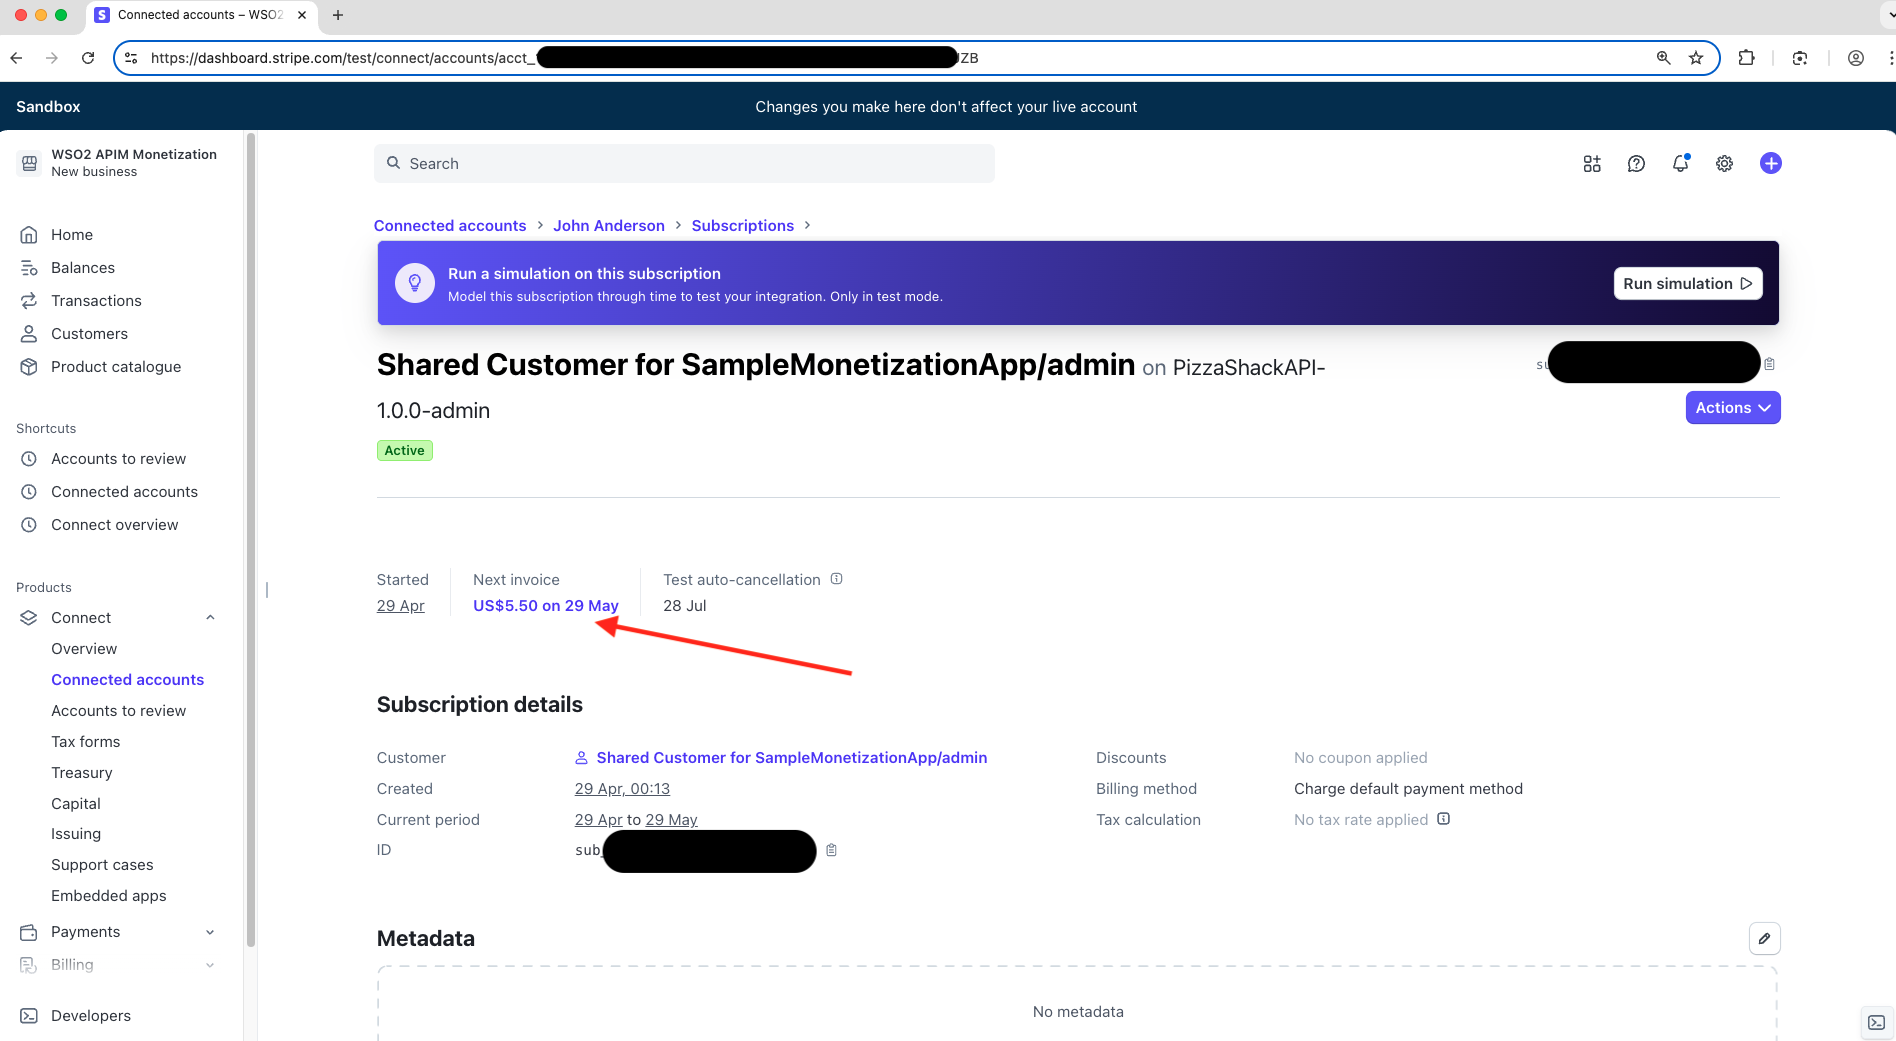 Connected accounts – WSO2
https://dashboard.stripe.com/test/connect/accounts/acct_
JZB
Sandbox
Changes you make here don't affect your live account
WSO2 APIM Monetization
New business
Search
Home
Balances
Transactions
Customers
Product catalogue
Shortcuts
Accounts to review
Connected accounts
Connect overview
Products
Connect
Overview
Connected accounts
Accounts to review
Tax forms
Treasury
Capital
Issuing
Support cases
Embedded apps
Payments
Billing
Developers
Connected accounts > John Anderson > Subscriptions >
Run a simulation on this subscription
Model this subscription through time to test your integration. Only in test mode.
Run simulation
Shared Customer for SampleMonetizationApp/admin on PizzaShackAPI-
1.0.0-admin
su
Actions
Active
Started
29 Apr
Next invoice
US$5.50 on 29 May
Test auto-cancellation
28 Jul
Subscription details
Customer
Shared Customer for SampleMonetizationApp/admin
Created
29 Apr, 00:13
Current period
29 Apr to 29 May
ID
sub_
Discounts
No coupon applied
Billing method
Charge default payment method
Tax calculation
No tax rate applied
Metadata
No metadata